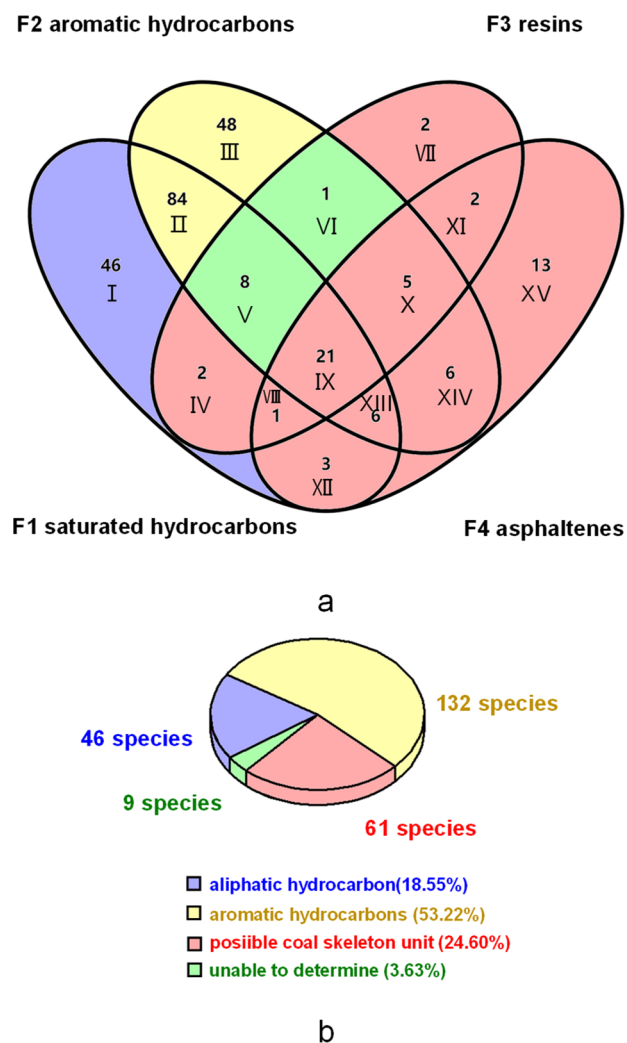 F2 aromatic hydrocarbons
F3 resins
48
Ⅲ
2
Ⅶ
84
Ⅱ
1
Ⅵ
2
Ⅺ
46
Ⅰ
8
Ⅴ
5
Ⅹ
13
ⅩⅤ
2
Ⅳ
21
Ⅸ
6
ⅩⅣ
Ⅷ
1
ⅩⅢ
6
3
Ⅻ
F1 saturated hydrocarbons
F4 asphaltenes
a
132 species
46 species
9 species
61 species
aliphatic hydrocarbon(18.55%)
aromatic hydrocarbons (53.22%)
posiible coal skeleton unit (24.60%)
unable to determine (3.63%)
b